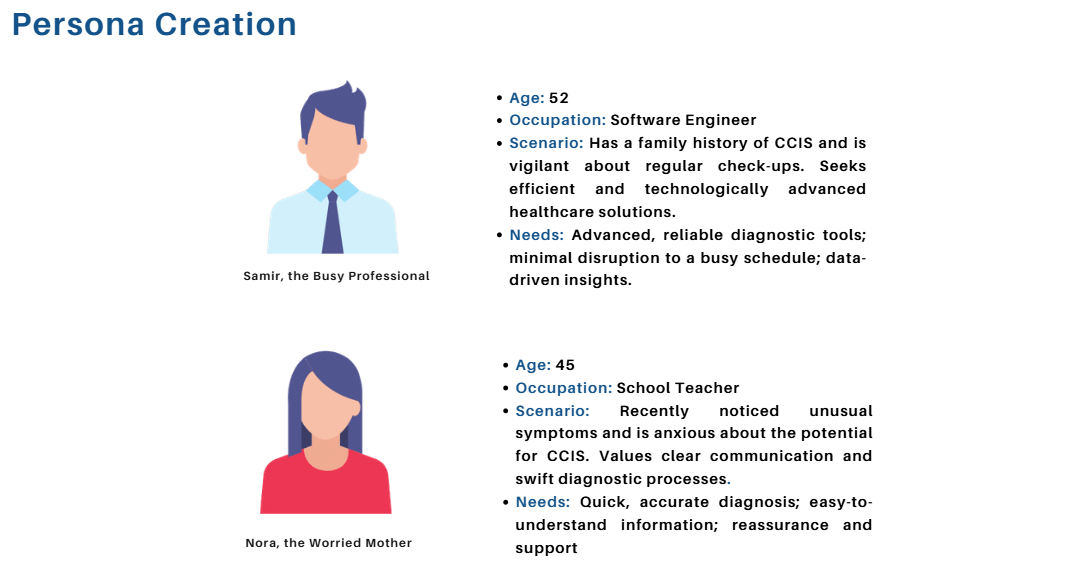 Persona Creation
• Age: 52
• Occupation: Software Engineer
• Scenario: Has a family history of CCIS and is
vigilant about regular check-ups. Seeks
efficient and technologically advanced
healthcare solutions.
• Needs: Advanced, reliable diagnostic tools;
minimal disruption to a busy schedule; data-
driven insights.
Samir, the Busy Professional
• Age: 45
• Occupation: School Teacher
• Scenario: Recently noticed unusual
symptoms and is anxious about the potential
for CCIS. Values clear communication and
swift diagnostic processes.
• Needs: Quick, accurate diagnosis; easy-to-
understand information; reassurance and
support
Nora, the Worried Mother